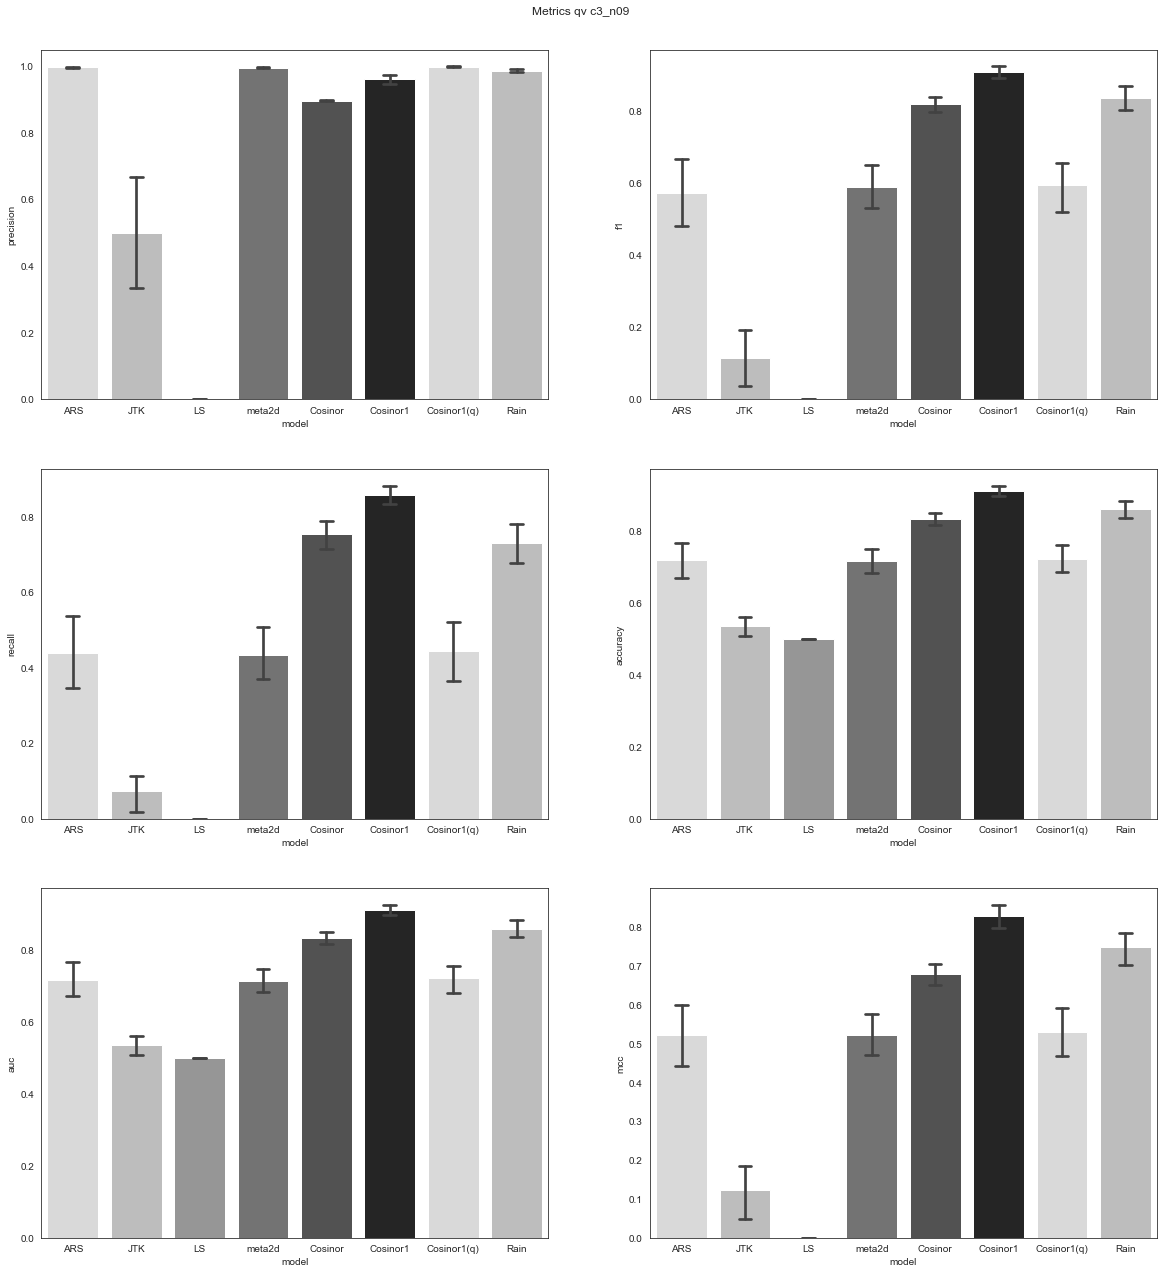 Metrics qv c3_n09
1.0
0.8
0.6
0.4
0.2
0.0
precision
ARS JTK LS meta2d Cosinor Cosinor1 Cosinor1(q) Rain
model
0.8
0.6
0.4
0.2
0.0
f1
ARS JTK LS meta2d Cosinor Cosinor1 Cosinor1(q) Rain
model
0.8
0.6
0.4
0.2
0.0
recall
ARS JTK LS meta2d Cosinor Cosinor1 Cosinor1(q) Rain
model
0.8
0.6
0.4
0.2
0.0
accuracy
ARS JTK LS meta2d Cosinor Cosinor1 Cosinor1(q) Rain
model
0.8
0.6
0.4
0.2
0.0
auc
ARS JTK LS meta2d Cosinor Cosinor1 Cosinor1(q) Rain
model
0.8
0.7
0.6
0.5
0.4
0.3
0.2
0.1
0.0
mcc
ARS JTK LS meta2d Cosinor Cosinor1 Cosinor1(q) Rain
model